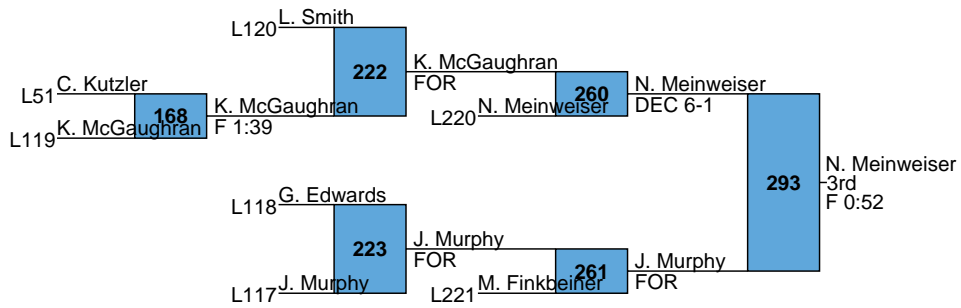 L120
L. Smith
222
K. McGaughran
FOR
C. Kutzler
L51
168
K. McGaughran
F 1:39
K. McGaughran
L119
260
N. Meinweiser
L220
N. Meinweiser
DEC 6-1
293
N. Meinweiser
3rd
F 0:52
G. Edwards
L118
223
J. Murphy
FOR
J. Murphy
L117
261
M. Finkbeiner
L221
J. Murphy
FOR